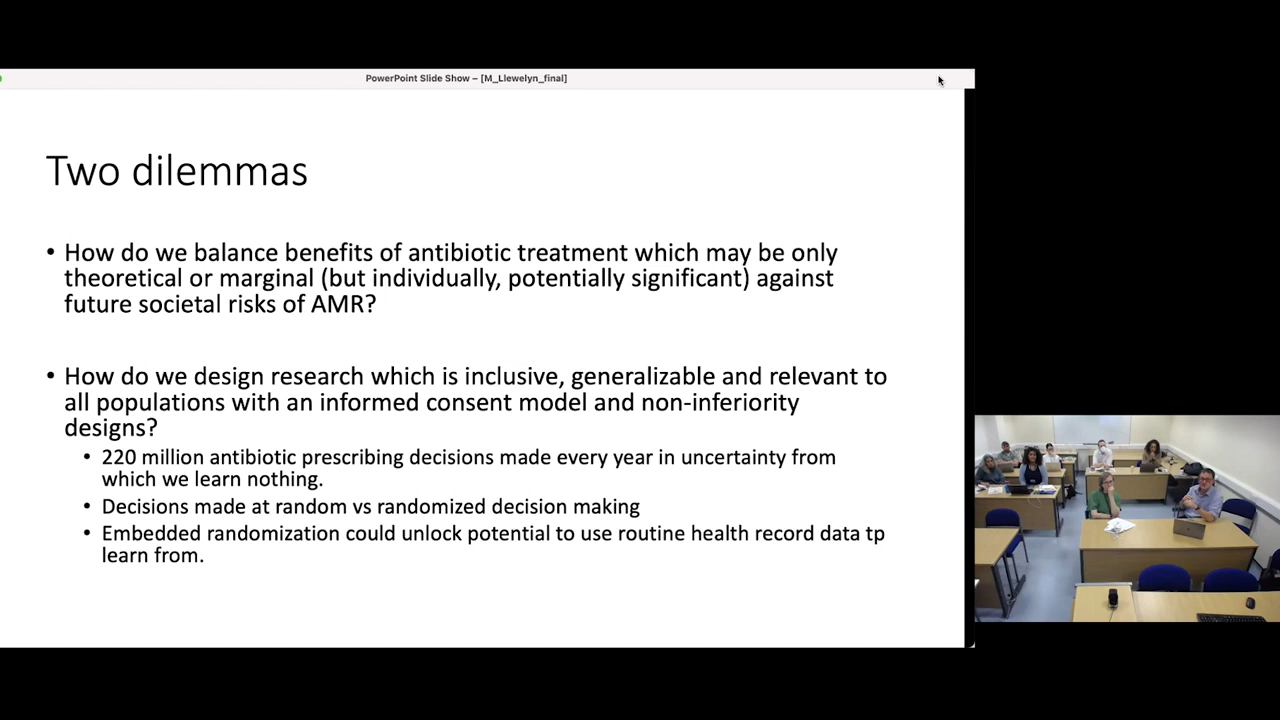 PowerPoint Slide Show – [M_Llewelyn_final]
Two dilemmas
• How do we balance benefits of antibiotic treatment which may be only
theoretical or marginal (but individually, potentially significant) against
future societal risks of AMR?
• How do we design research which is inclusive, generalizable and relevant to
all populations with an informed consent model and non-inferiority
designs?
• 220 million antibiotic prescribing decisions made every year in uncertainty from
which we learn nothing.
• Decisions made at random vs randomized decision making
• Embedded randomization could unlock potential to use routine health record data tp
learn from.